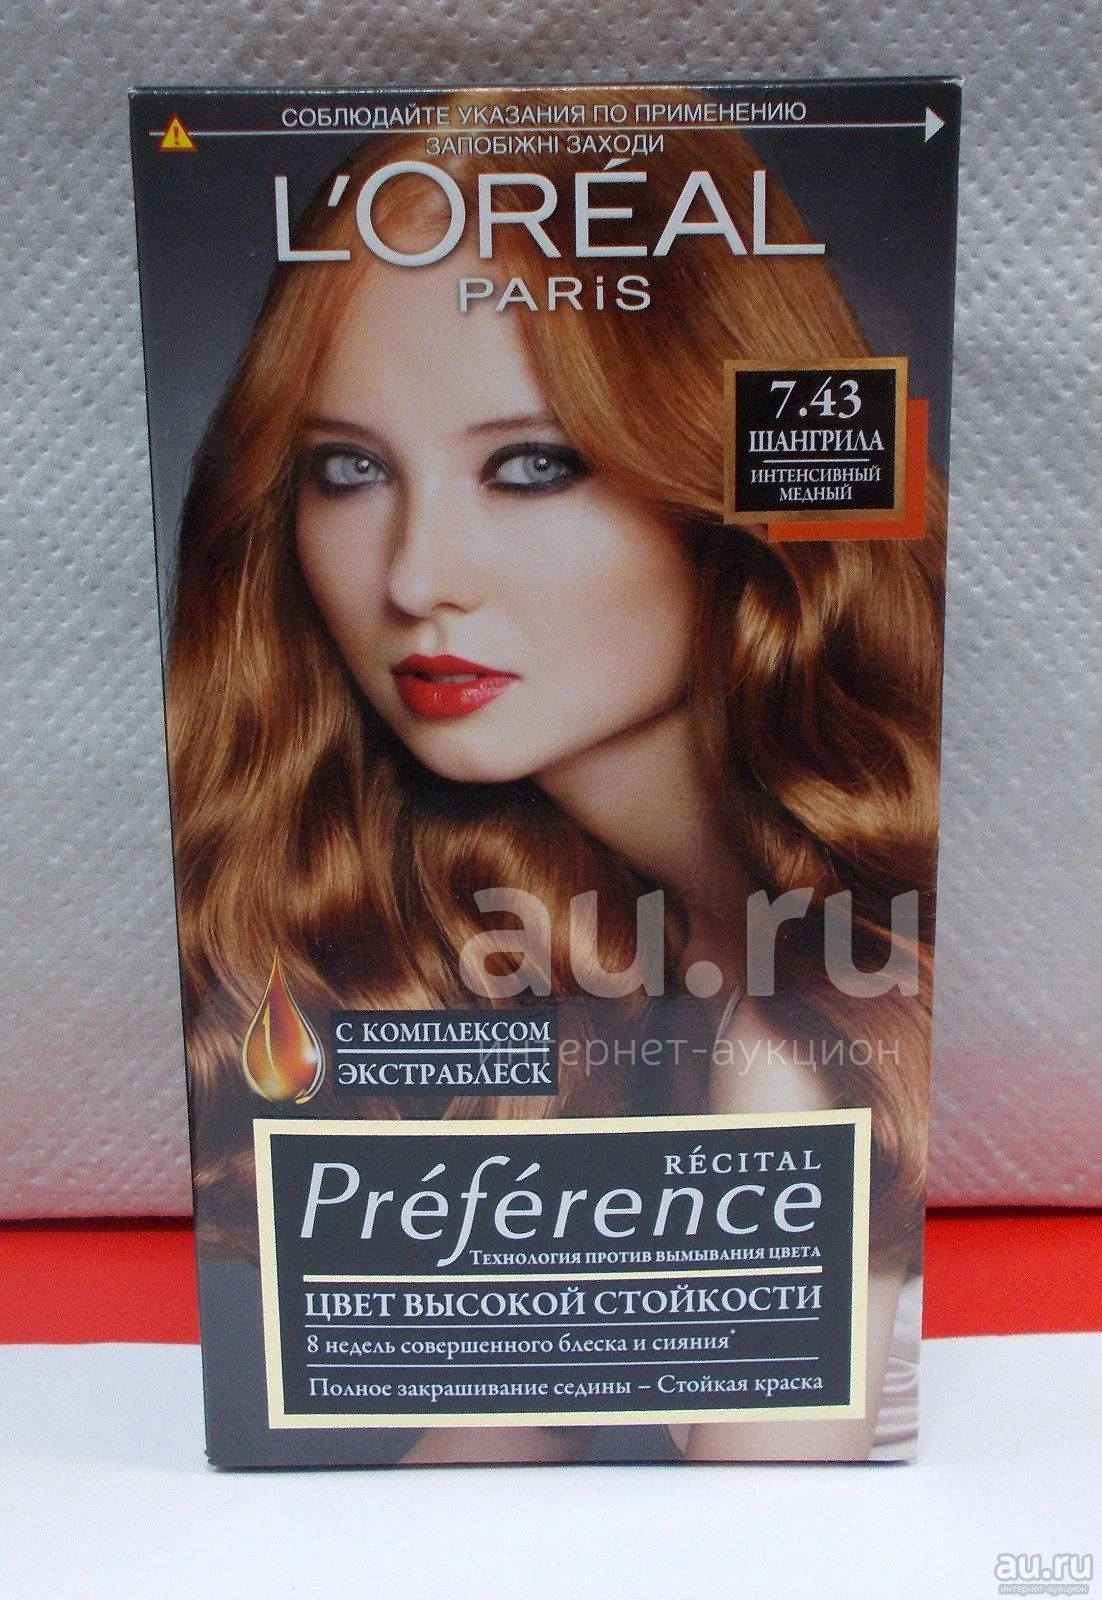 СОБЛЮДАЙТЕ УКАЗАНИЯ ПО ПРИМЕНЕНИЮ
ЗАПОБІЖНІ ЗАХОДИ
L'ORÉAL
PARiS
7.43
ШАНГРИЛА
ИНТЕНСИВНЫЙ
МЕДНЫЙ
au.ru
интернет-аукцион
С КОМПЛЕКСОМ
ЭКСТРАБЛЕСК
RÉCITAL
Préférence
Технология против вымывания цвета
ЦВЕТ ВЫСОКОЙ СТОЙКОСТИ
8 недель совершенного блеска и сияния*
Полное закрашивание седины – Стойкая краска
au.ru
интернет-аукцион